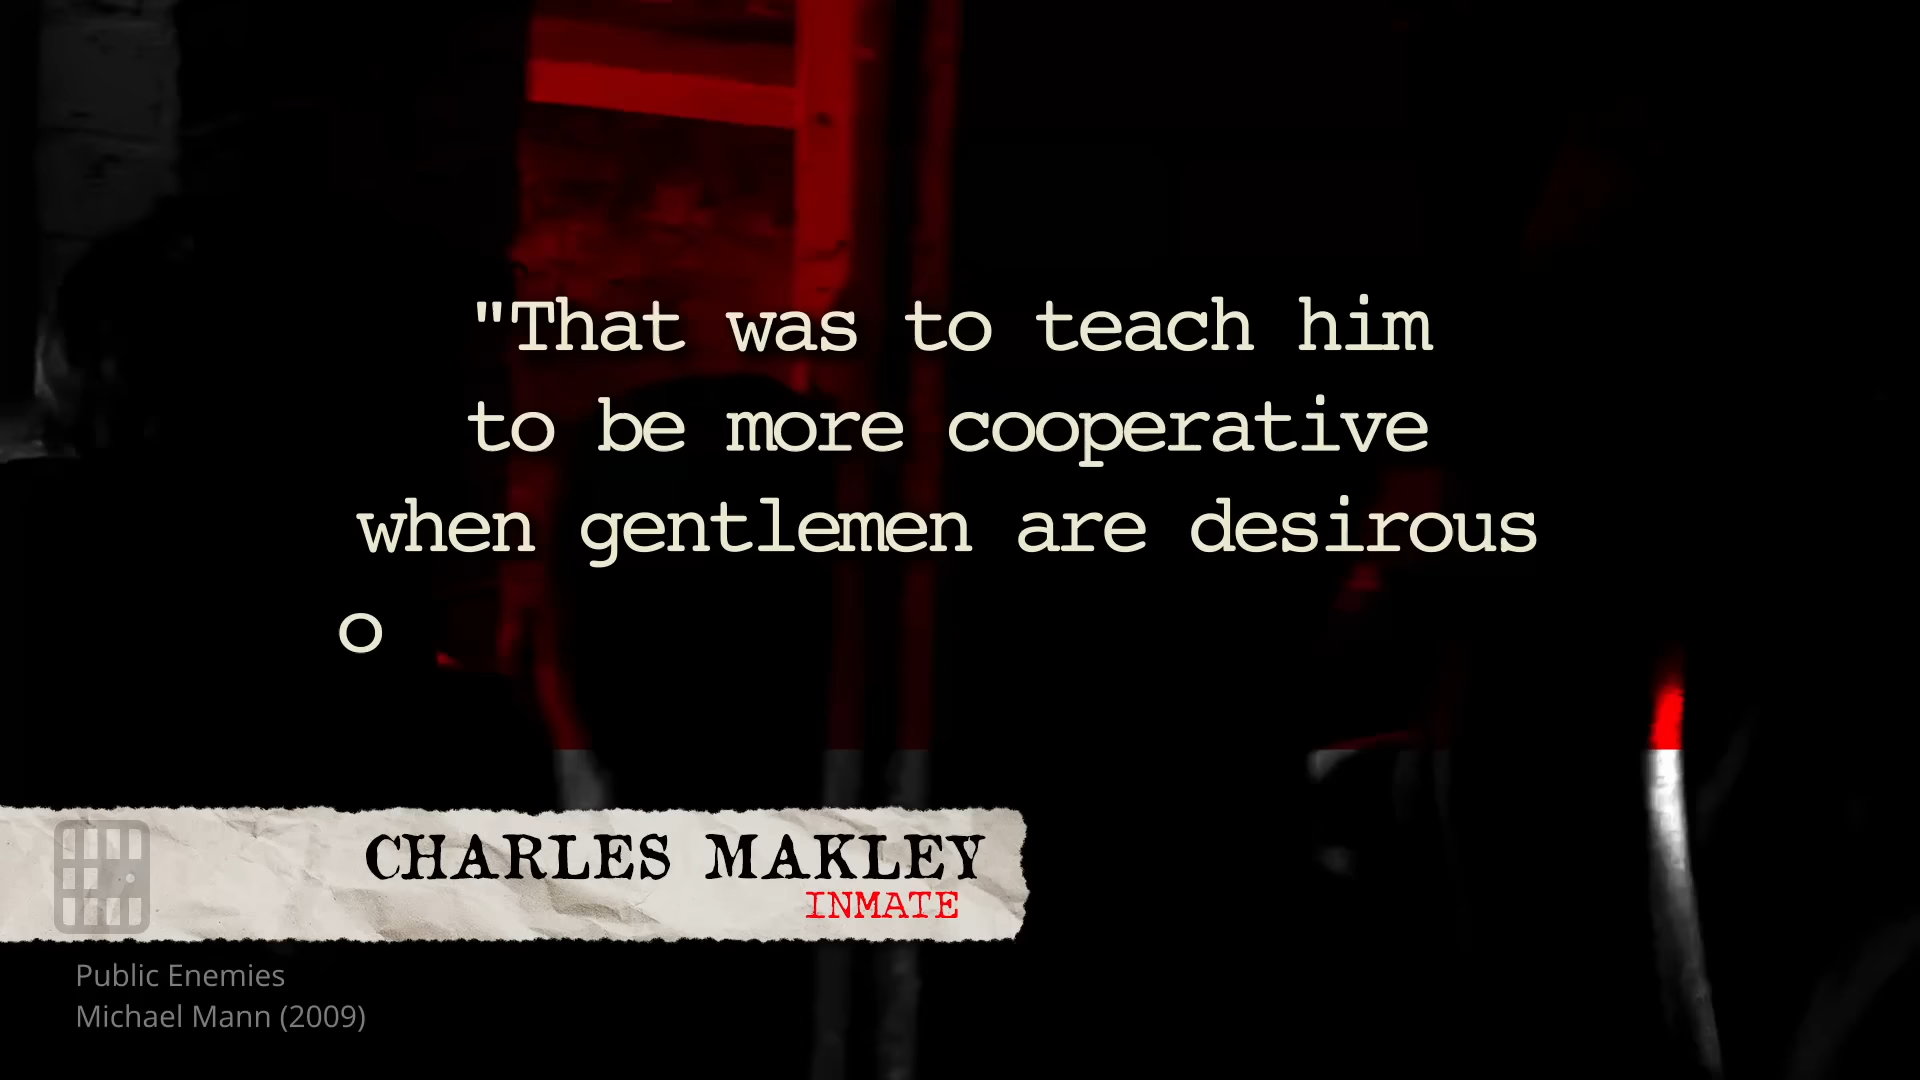 "That was to teach him
to be more cooperative
when gentlemen are desirous
o
CHARLES MAKLEY
INMATE
Public Enemies
Michael Mann (2009)